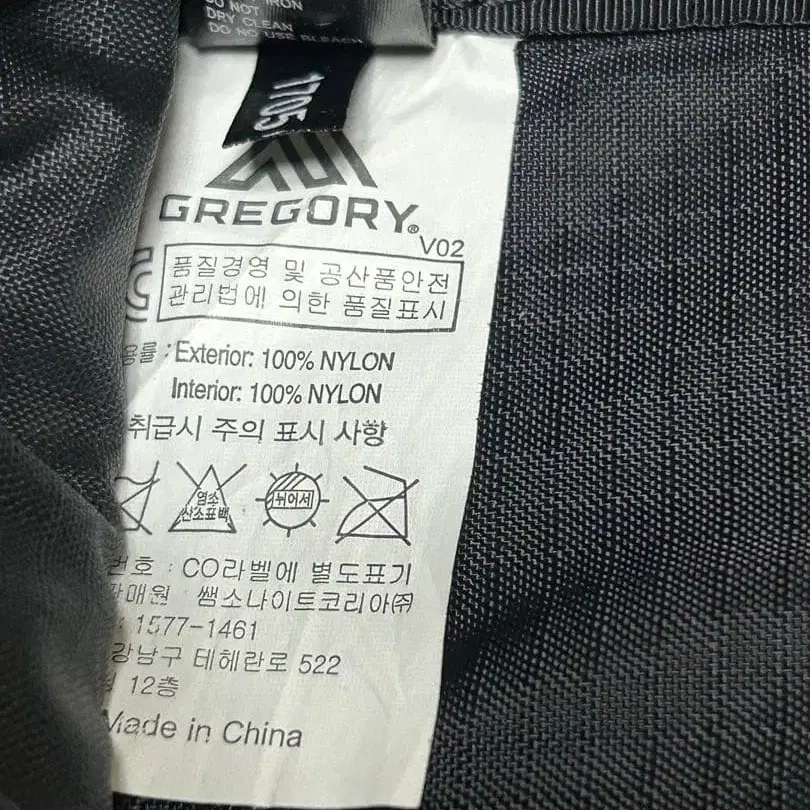 DO NOT IRON
DRY CLEAN
DO NO USE BLEACH
1705
GREGORY®
V02
품질경영 및 공산품안전
관리법에 의한 품질표시
용률 : Exterior: 100% NYLON
Interior: 100% NYLON
취급시 주의 표시 사항
염소
산소표백
뉘어서
번호 : CO라벨에 별도표기
판매원 쌤소나이트코리아㈜
: 1577-1461
강남구 테헤란로 522
12층
Made in China